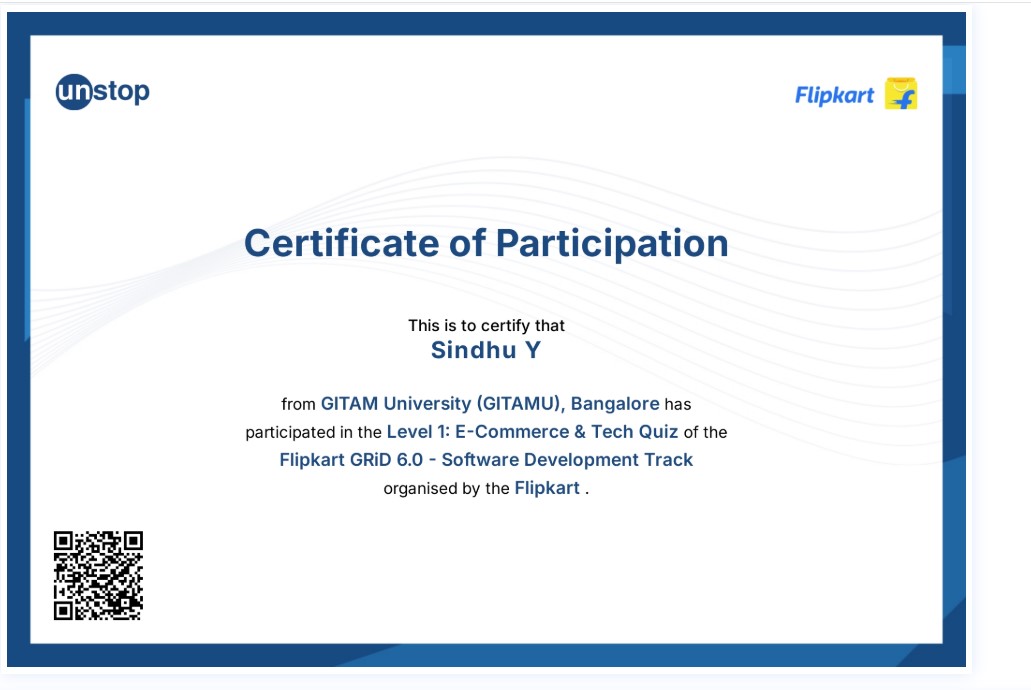 unstop
Flipkart
Certificate of Participation
This is to certify that
Sindhu Y
from GITAM University (GITAMU), Bangalore has
participated in the Level 1: E-Commerce & Tech Quiz of the
Flipkart GRiD 6.0 - Software Development Track
organised by the Flipkart .